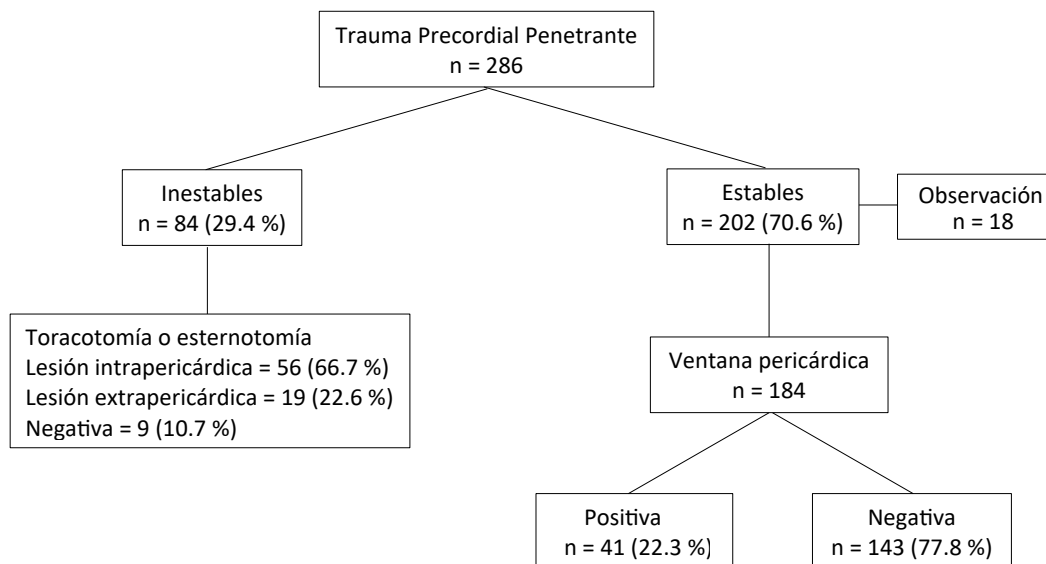 Trauma Precordial Penetrante
n = 286
Inestables
n = 84 (29.4 %)
Estables
n = 202 (70.6 %)
Observación
n = 18
Toracotomía o esternotomía
Lesión intrapericárdica = 56 (66.7 %)
Lesión extrapericárdica = 19 (22.6 %)
Negativa = 9 (10.7 %)
Ventana pericárdica
n = 184
Positiva
n = 41 (22.3 %)
Negativa
n = 143 (77.8 %)